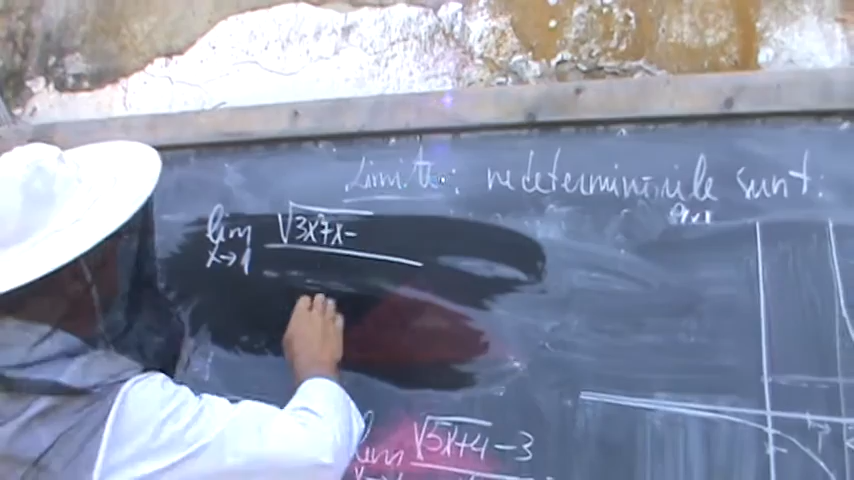 limite: nedeterminările sunt:
lim √3x²+x-
x→1
lim √5x+4 -3